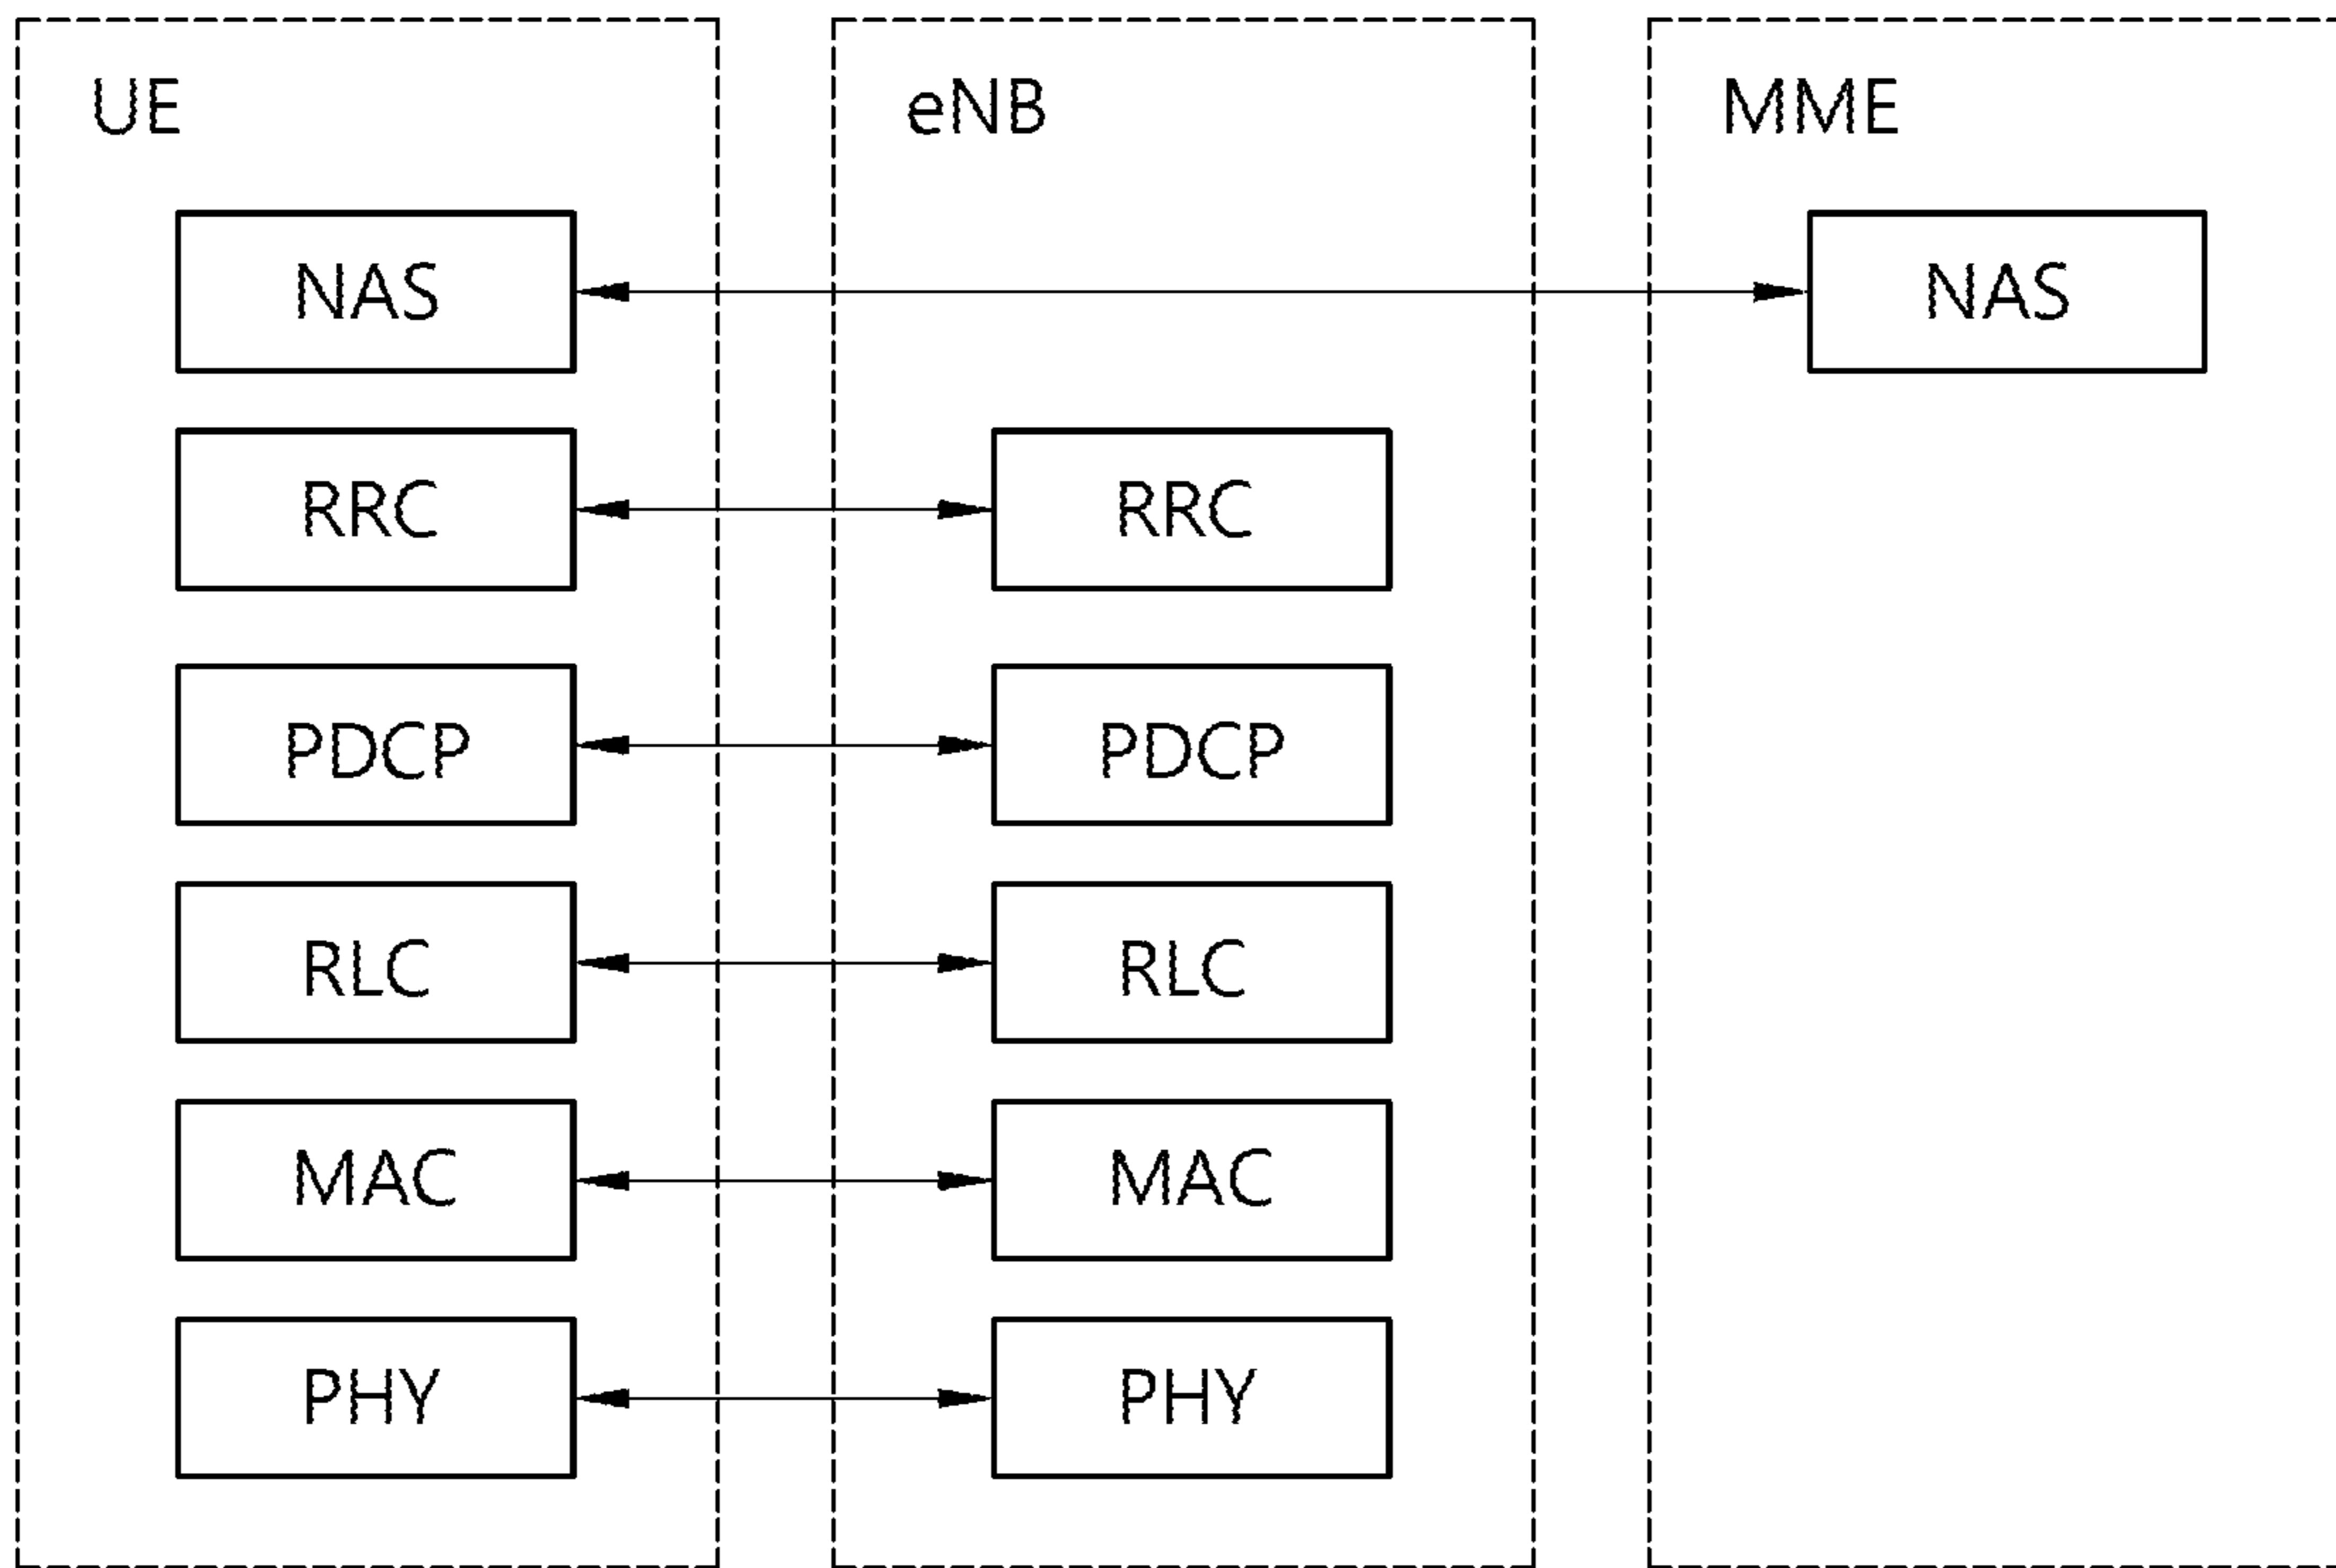 UE
eNB
MME
NAS
NAS
RRC
RRC
PDCP
PDCP
RLC
RLC
MAC
MAC
PHY
PHY